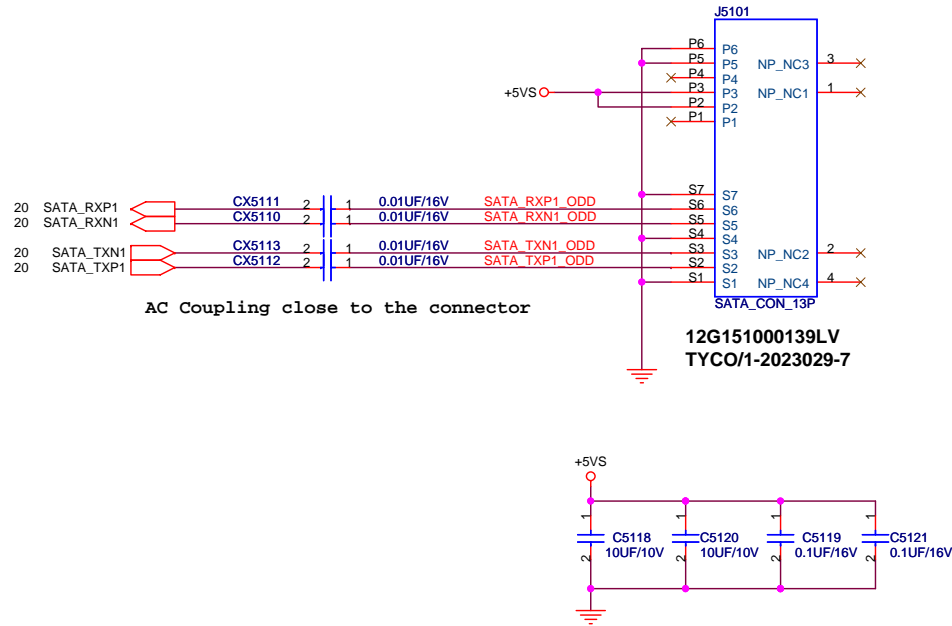 J5101
P6 P6
P5 P5
P4 P4
P3 P3
P2 P2
P1 P1
NP_NC3 3
NP_NC1 1
+5VS
S7 S7
20 SATA_RXP1 CX5111 2 1 0.01UF/16V SATA_RXP1_ODD S6 S6
20 SATA_RXN1 CX5110 2 1 0.01UF/16V SATA_RXN1_ODD S5 S5
S4 S4
20 SATA_TXN1 CX5113 2 1 0.01UF/16V SATA_TXN1_ODD S3 S3 NP_NC2 2
20 SATA_TXP1 CX5112 2 1 0.01UF/16V SATA_TXP1_ODD S2 S2
S1 S1 NP_NC4 4
SATA_CON_13P
AC Coupling close to the connector
12G151000139LV
TYCO/1-2023029-7
+5VS
1 1 1 1
C5118 C5120 C5119 C5121
10UF/10V 10UF/10V 0.1UF/16V 0.1UF/16V
2 2 2 2